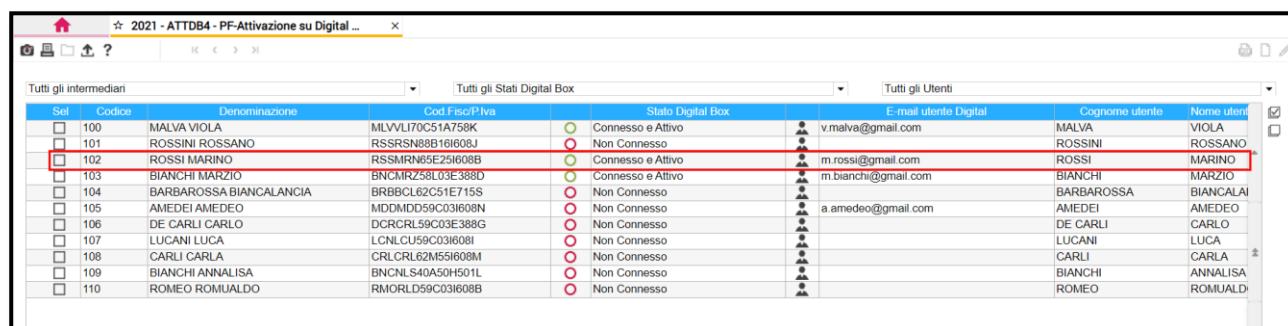 ☆ 2021 - ATTDB4 - PF-Attivazione su Digital ... ×
?
Tutti gli intermediari Tutti gli Stati Digital Box Tutti gli Utenti
Sel Codice Denominazione Cod.Fisc/P.Iva Stato Digital Box E-mail utente Digital Cognome utente Nome utent
100 MALVA VIOLA MLVVLI70C51A758K Connesso e Attivo v.malva@gmail.com MALVA VIOLA
101 ROSSINI ROSSANO RSSRSN88B16I608J Non Connesso ROSSINI ROSSANO
102 ROSSI MARINO RSSMRN65E25I608B Connesso e Attivo m.rossi@gmail.com ROSSI MARINO
103 BIANCHI MARZIO BNCMRZ58L03E388D Connesso e Attivo m.bianchi@gmail.com BIANCHI MARZIO
104 BARBAROSSA BIANCALANCIA BRBBCL62C51E715S Non Connesso BARBAROSSA BIANCALA
105 AMEDEI AMEDEO MDDMDD59C03I608N Non Connesso a.amedeo@gmail.com AMEDEI AMEDEO
106 DE CARLI CARLO DCRCRL59C03E388G Non Connesso DE CARLI CARLO
107 LUCANI LUCA LCNLCU59C03I608I Non Connesso LUCANI LUCA
108 CARLI CARLA CRLCRL62M55I608M Non Connesso CARLI CARLA
109 BIANCHI ANNALISA BNCNLS40A50H501L Non Connesso BIANCHI ANNALISA
110 ROMEO ROMUALDO RMORLD59C03I608B Non Connesso ROMEO ROMUALD